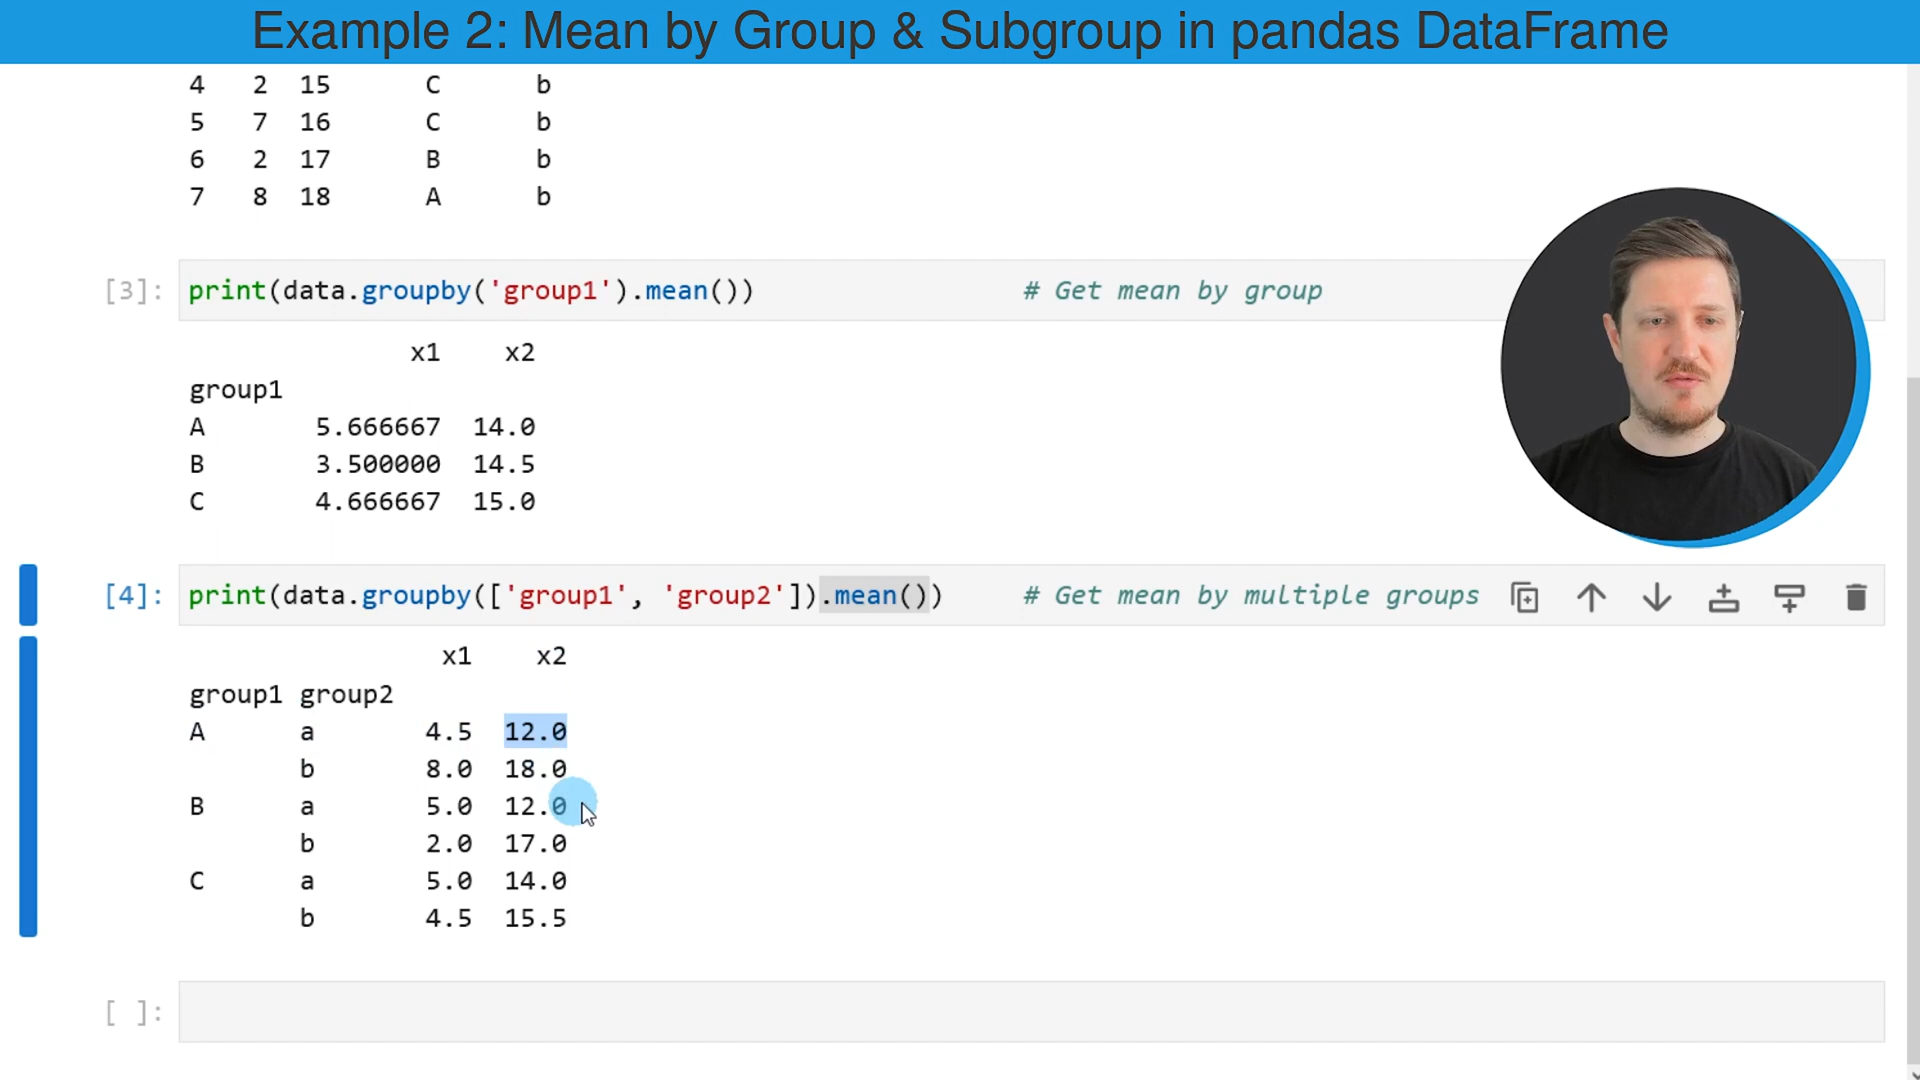 Example 2: Mean by Group & Subgroup in pandas DataFrame
4 2 15 C b
5 7 16 C b
6 2 17 B b
7 8 18 A b
[3]: print(data.groupby('group1').mean()) # Get mean by group
x1 x2
group1
A 5.666667 14.0
B 3.500000 14.5
C 4.666667 15.0
[4]: print(data.groupby(['group1', 'group2']).mean()) # Get mean by multiple groups
x1 x2
group1 group2
A a 4.5 12.0
b 8.0 18.0
B a 5.0 12.0
b 2.0 17.0
C a 5.0 14.0
b 4.5 15.5
[ ]: